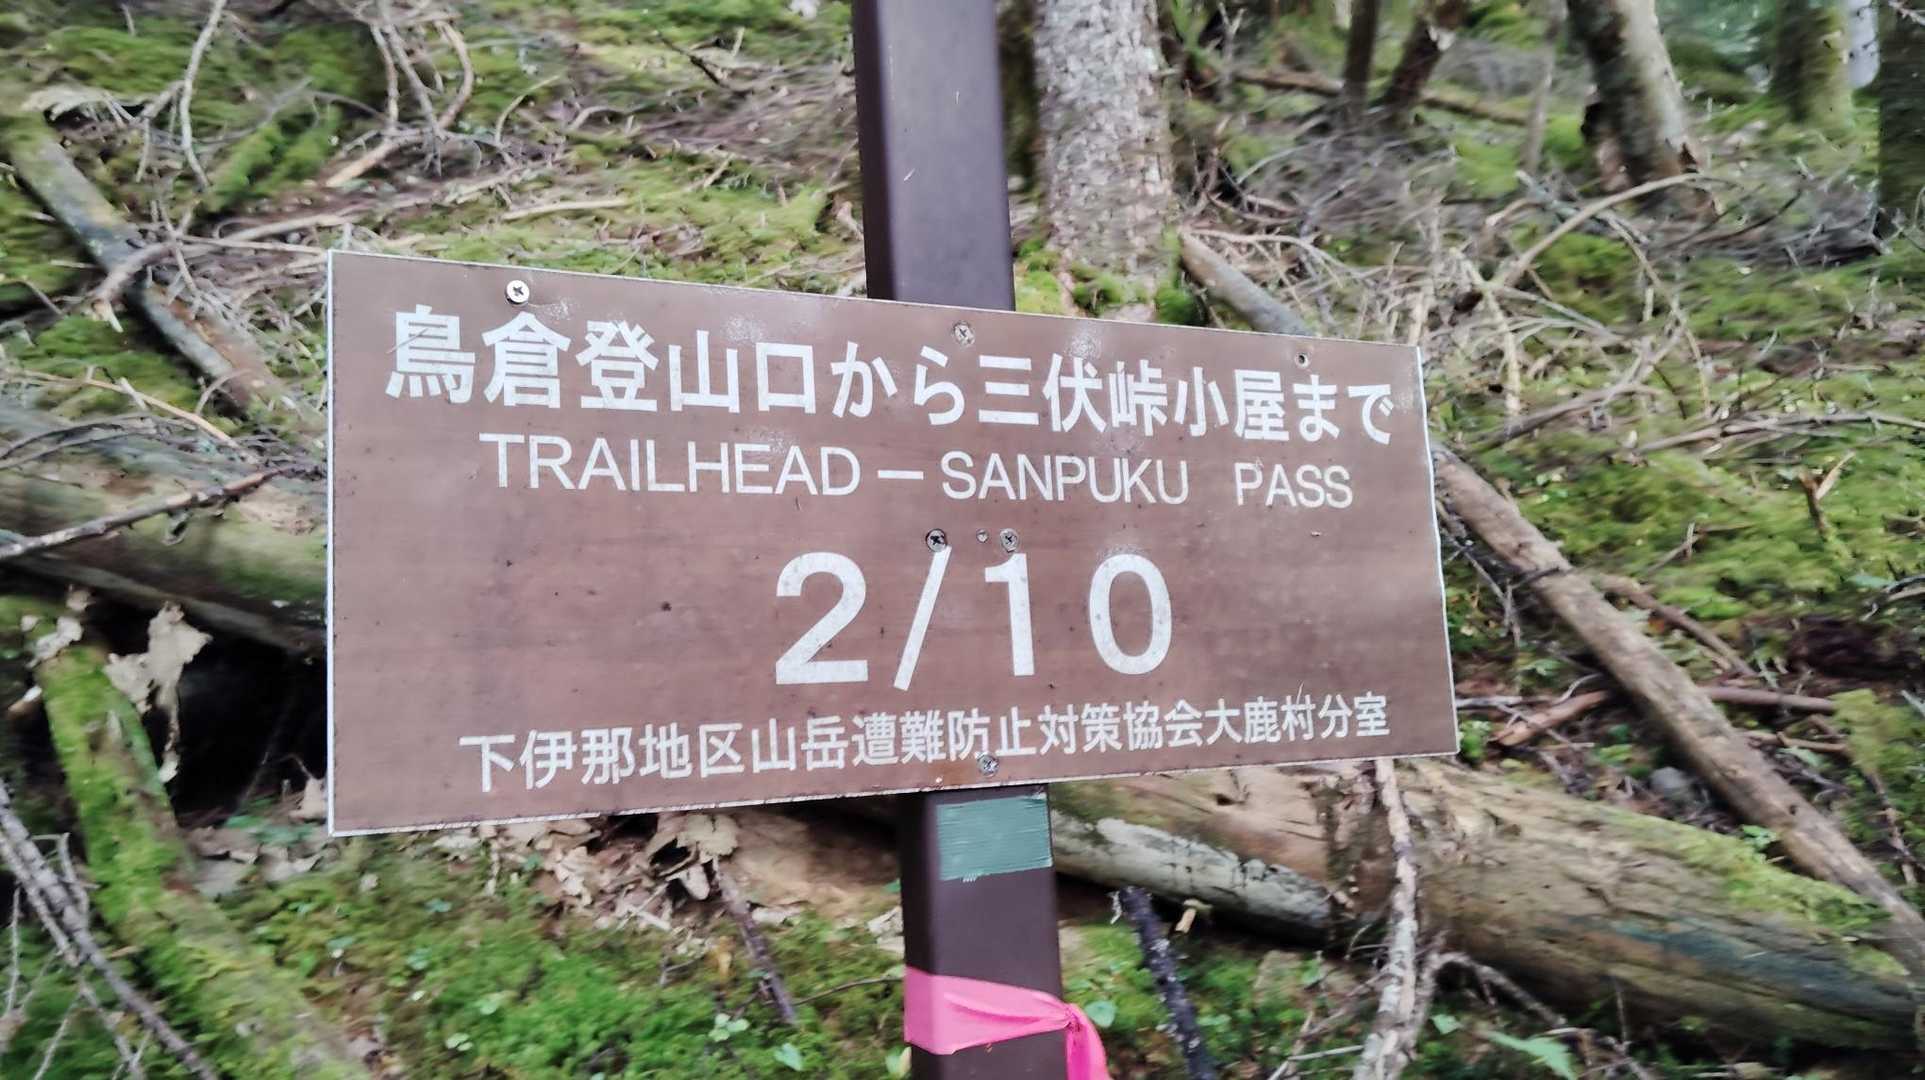 鳥倉登山口から三伏峠小屋まで
TRAILHEAD － SANPUKU PASS
2/10
下伊那地区山岳遭難防止対策協会大鹿村分室